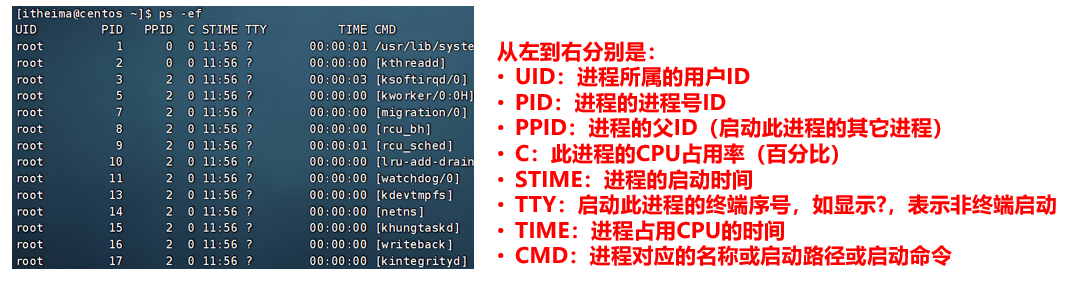 [itheima@centos ~]$ ps -ef
UID PID PPID C STIME TTY TIME CMD
root 1 0 0 11:56 ? 00:00:01 /usr/lib/syste
root 2 0 0 11:56 ? 00:00:00 [kthreadd]
root 3 2 0 11:56 ? 00:00:03 [ksoftirqd/0]
root 5 2 0 11:56 ? 00:00:00 [kworker/0:0H]
root 7 2 0 11:56 ? 00:00:00 [migration/0]
root 8 2 0 11:56 ? 00:00:00 [rcu_bh]
root 9 2 0 11:56 ? 00:00:01 [rcu_sched]
root 10 2 0 11:56 ? 00:00:00 [lru-add-drain
root 11 2 0 11:56 ? 00:00:00 [watchdog/0]
root 13 2 0 11:56 ? 00:00:00 [kdevtmpfs]
root 14 2 0 11:56 ? 00:00:00 [netns]
root 15 2 0 11:56 ? 00:00:00 [khungtaskd]
root 16 2 0 11:56 ? 00:00:00 [writeback]
root 17 2 0 11:56 ? 00:00:00 [kintegrityd]
从左到右分别是：
• UID：进程所属的用户ID
• PID：进程的进程号ID
• PPID：进程的父ID（启动此进程的其它进程）
• C：此进程的CPU占用率（百分比）
• STIME：进程的启动时间
• TTY：启动此进程的终端序号，如显示?，表示非终端启动
• TIME：进程占用CPU的时间
• CMD：进程对应的名称或启动路径或启动命令